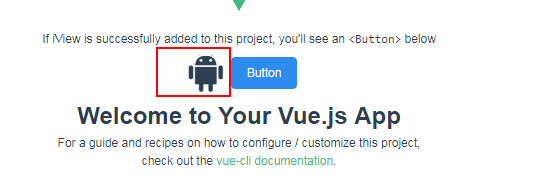 If iView is successfully added to this project, you'll see an <Button> below
Button
Welcome to Your Vue.js App
For a guide and recipes on how to configure / customize this project,
check out the vue-cli documentation.